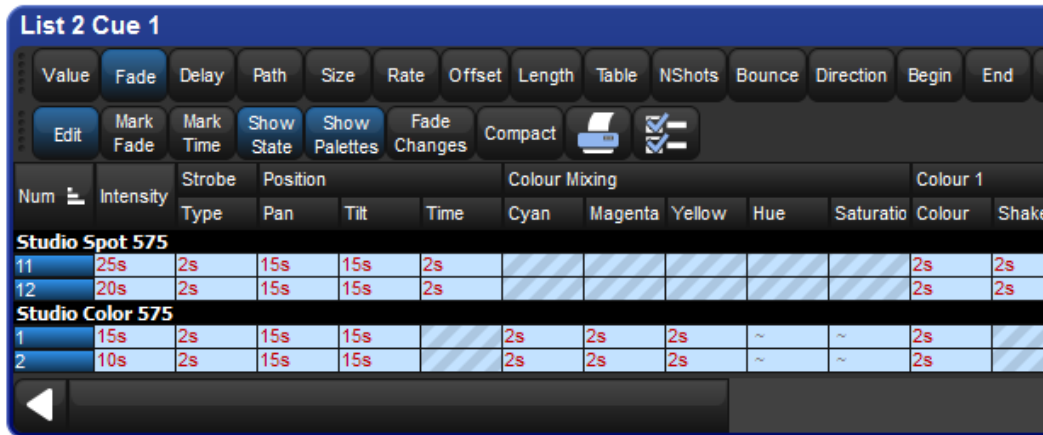 List 2 Cue 1
Value Fade Delay Path Size Rate Offset Length Table NShots Bounce Direction Begin End
Edit Mark Fade Mark Time Show State Show Palettes Fade Changes Compact
Num Intensity Strobe Position Colour Mixing Colour 1
Type Pan Tilt Time Cyan Magenta Yellow Hue Saturatio Colour Shake
Studio Spot 575
11 25s 2s 15s 15s 2s 2s 2s
12 20s 2s 15s 15s 2s 2s 2s
Studio Color 575
1 15s 2s 15s 15s 2s 2s 2s ~ ~ 2s
2 10s 2s 15s 15s 2s 2s 2s ~ ~ 2s